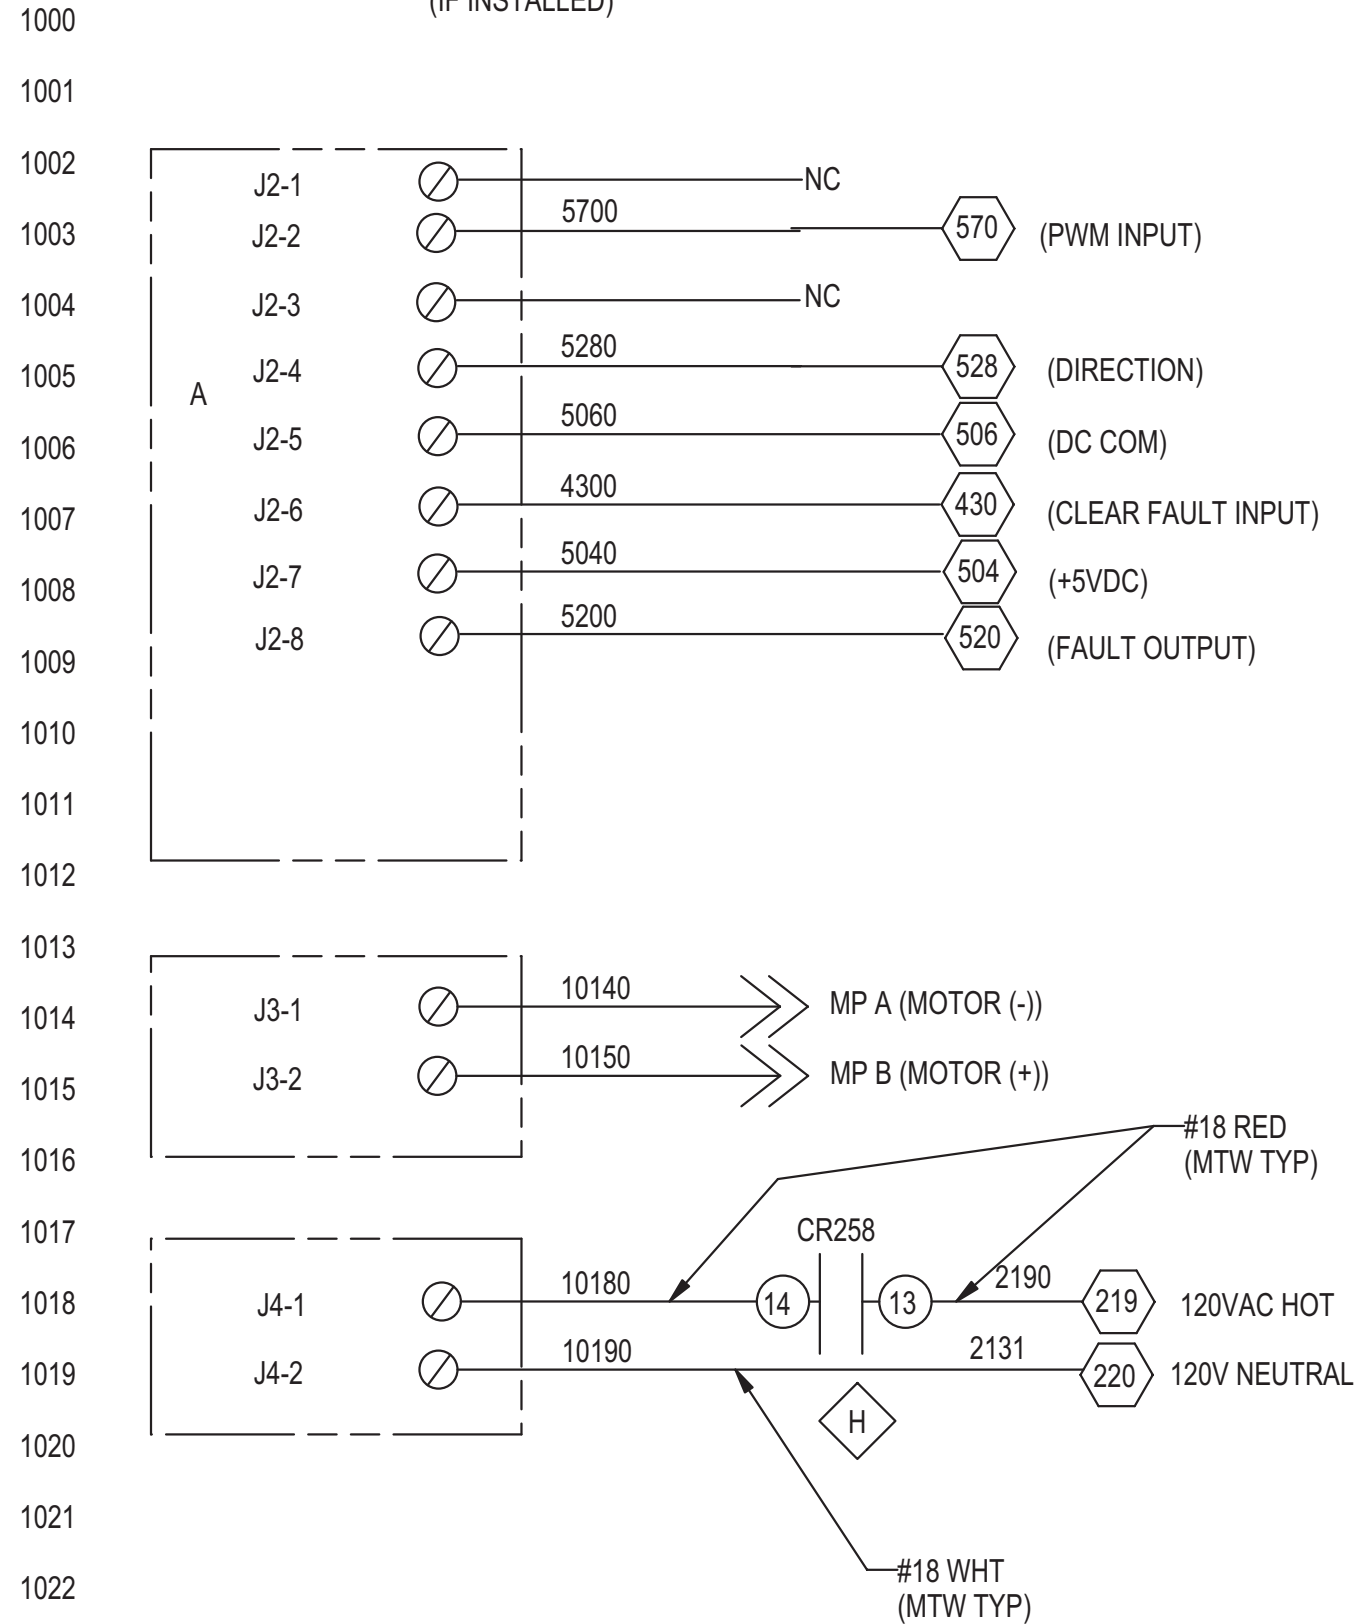 (IF INSTALLED)
1000
1001
1002
J2-1
NC
1003
J2-2
5700
570
(PWM INPUT)
1004
J2-3
NC
1005
A
J2-4
5280
528
(DIRECTION)
1006
J2-5
5060
506
(DC COM)
1007
J2-6
4300
430
(CLEAR FAULT INPUT)
1008
J2-7
5040
504
(+5VDC)
1009
J2-8
5200
520
(FAULT OUTPUT)
1010
1011
1012
1013
1014
J3-1
10140
MP A (MOTOR (-))
1015
J3-2
10150
MP B (MOTOR (+))
#18 RED
(MTW TYP)
1016
1017
CR258
1018
J4-1
10180
14
13
2190
219
120VAC HOT
1019
J4-2
10190
2131
220
120V NEUTRAL
H
1020
1021
1022
#18 WHT
(MTW TYP)